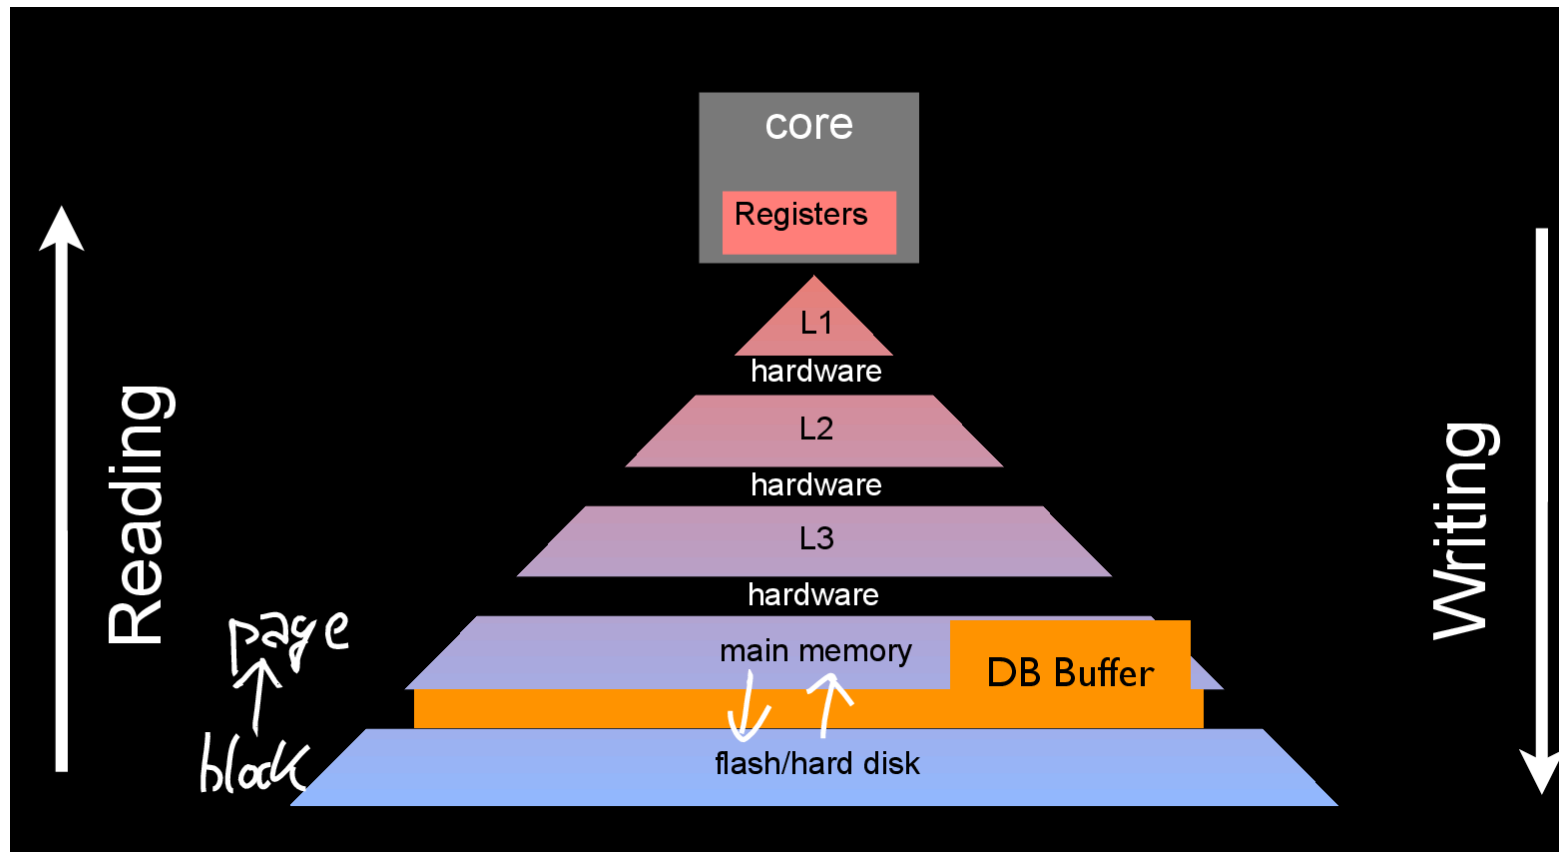 core
Registers
L1
hardware
L2
hardware
L3
hardware
main memory
DB Buffer
flash/hard disk
Reading
page
block
Writing